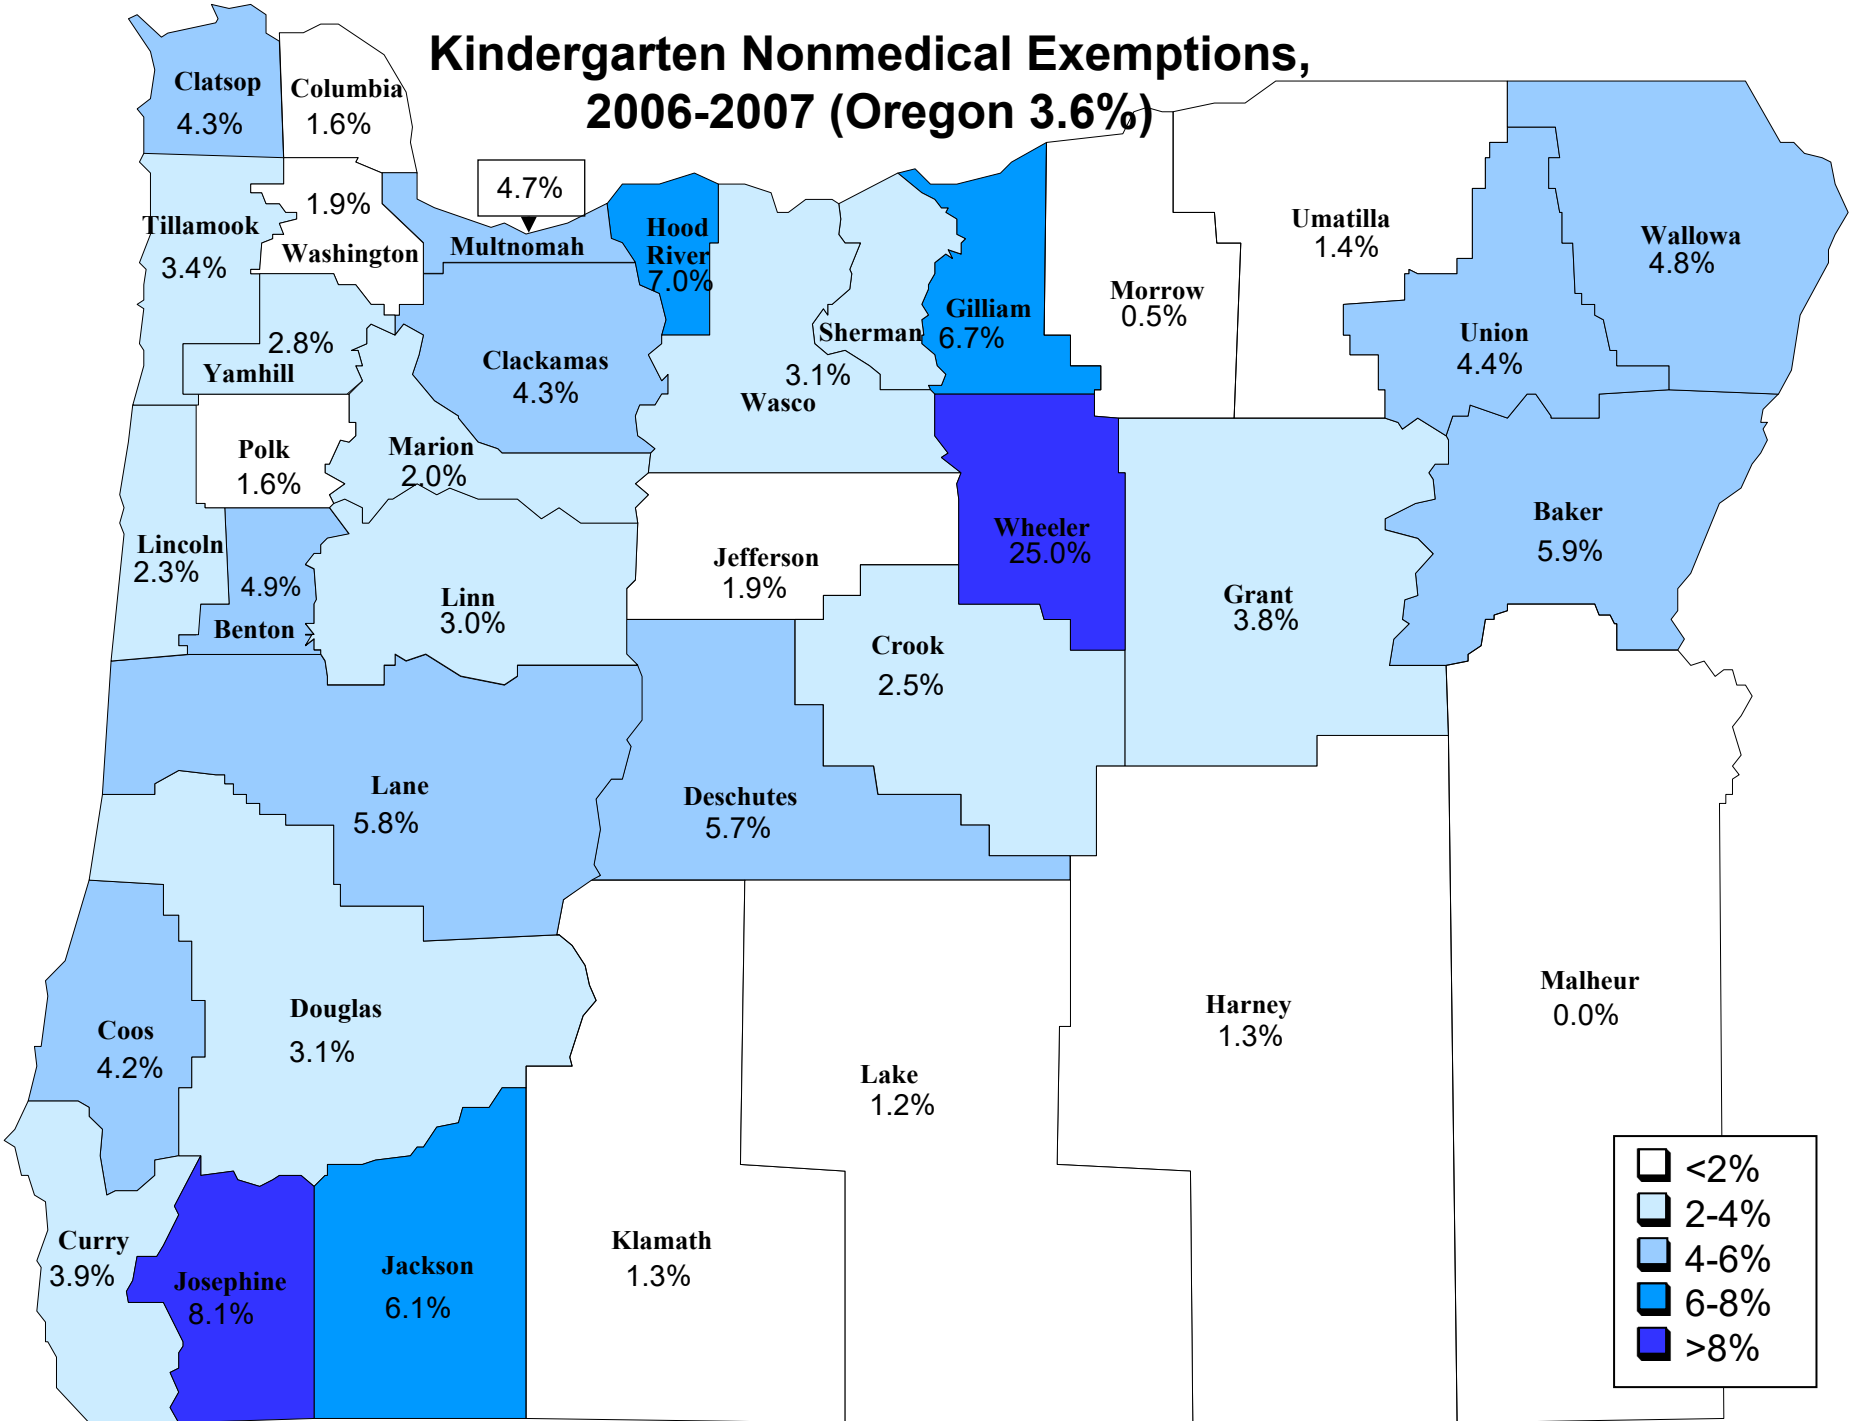 Kindergarten Nonmedical Exemptions,
2006-2007 (Oregon 3.6%)
Clatsop
4.3%
Columbia
1.6%
4.7%
Multnomah
1.9%
Washington
Tillamook
3.4%
Hood
River
7.0%
Sherman
3.1%
Wasco
Gilliam
6.7%
Morrow
0.5%
Umatilla
1.4%
Wallowa
4.8%
Union
4.4%
2.8%
Yamhill
Clackamas
4.3%
Polk
1.6%
Marion
2.0%
Lincoln
2.3%
4.9%
Benton
Linn
3.0%
Jefferson
1.9%
Wheeler
25.0%
Grant
3.8%
Baker
5.9%
Crook
2.5%
Lane
5.8%
Deschutes
5.7%
Coos
4.2%
Douglas
3.1%
Lake
1.2%
Harney
1.3%
Malheur
0.0%
Curry
3.9%
Josephine
8.1%
Jackson
6.1%
Klamath
1.3%
<2%
2-4%
4-6%
6-8%
>8%